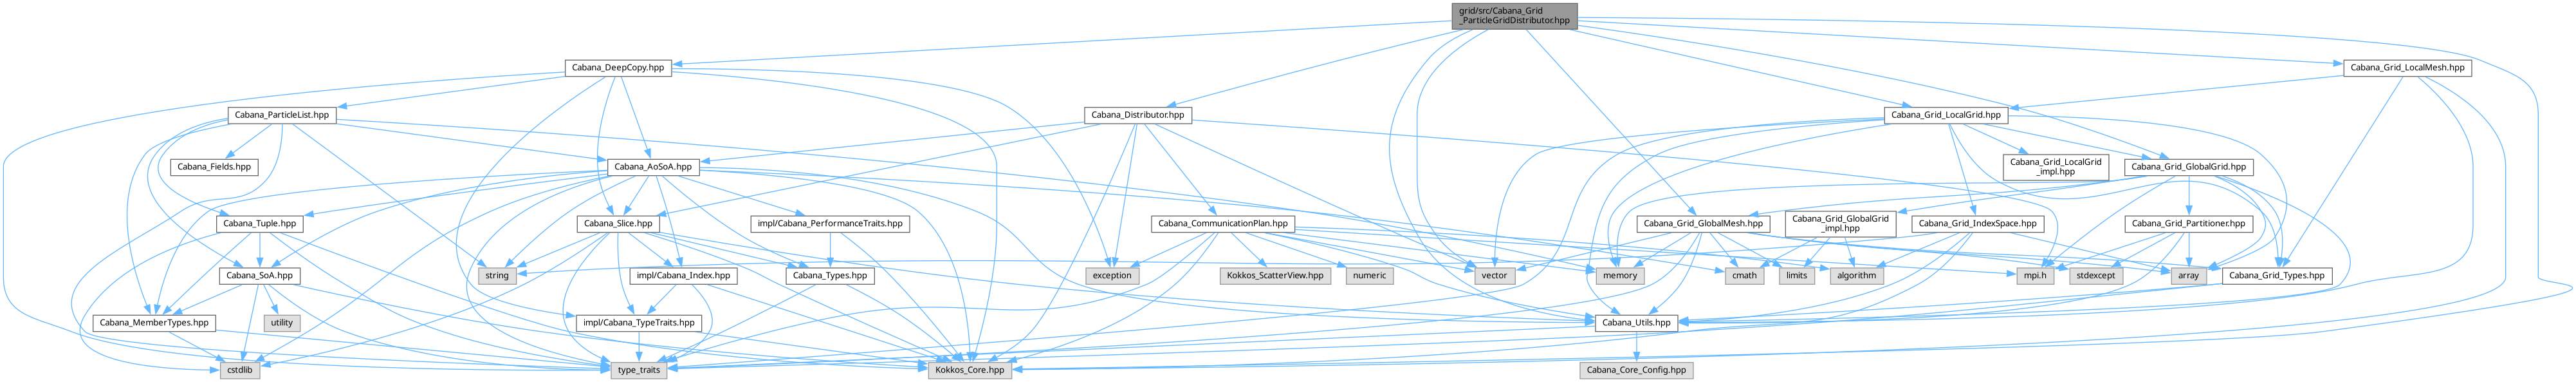 grid/src/Cabana_Grid
_ParticleGridDistributor.hpp
Cabana_DeepCopy.hpp
Cabana_Grid_LocalMesh.hpp
Cabana_ParticleList.hpp
Cabana_Distributor.hpp
Cabana_Grid_LocalGrid.hpp
Cabana_Fields.hpp
Cabana_AoSoA.hpp
Cabana_Grid_LocalGrid
_impl.hpp
Cabana_Grid_GlobalGrid.hpp
Cabana_Tuple.hpp
Cabana_Slice.hpp
impl/Cabana_PerformanceTraits.hpp
Cabana_CommunicationPlan.hpp
Cabana_Grid_GlobalMesh.hpp
Cabana_Grid_GlobalGrid
_impl.hpp
Cabana_Grid_IndexSpace.hpp
Cabana_Grid_Partitioner.hpp
Cabana_SoA.hpp
string
impl/Cabana_Index.hpp
Cabana_Types.hpp
exception
Kokkos_ScatterView.hpp
numeric
vector
memory
cmath
limits
algorithm
mpi.h
stdexcept
array
Cabana_Grid_Types.hpp
Cabana_MemberTypes.hpp
utility
impl/Cabana_TypeTraits.hpp
Cabana_Utils.hpp
cstdlib
type_traits
Kokkos_Core.hpp
Cabana_Core_Config.hpp